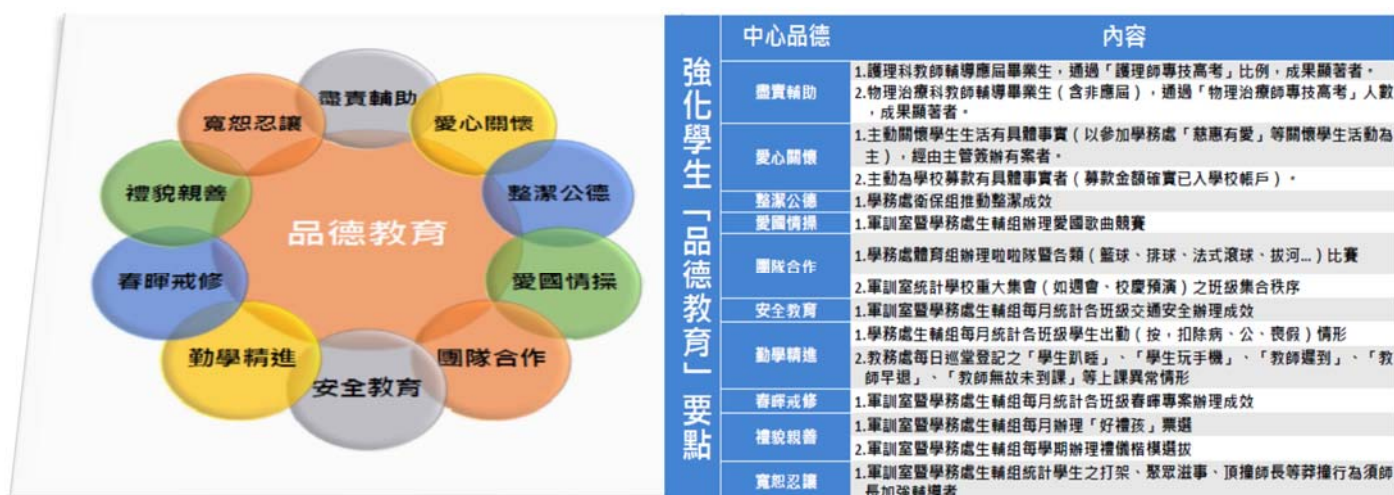 盡責輔助
愛心關懷
整潔公德
愛國情操
團隊合作
安全教育
勤學精進
春暉戒修
禮貌親善
寬恕忍讓
品德教育
強化學生「品德教育」要點
中心品德
內容
盡責輔助
1.護理科教師輔導應屆畢業生，通過「護理師專技高考」比例，成果顯著者。
2.物理治療科教師輔導畢業生（含非應屆），通過「物理治療師專技高考」人數
，成果顯著者。
愛心關懷
1.主動關懷學生生活有具體事實（以參加學務處「慈惠有愛」等關懷學生活動為
主），經由主管簽辦有案者。
2.主動為學校募款有具體事實者（募款金額確實已入學校帳戶）。
整潔公德
1.學務處衛保組推動整潔成效
愛國情操
1.軍訓室暨學務處生輔組辦理愛國歌曲競賽
團隊合作
1.學務處體育組辦理啦啦隊暨各類（籃球、排球、法式滾球、拔河…）比賽
2.軍訓室統計學校重大集會（如週會、校慶預演）之班級集合秩序
安全教育
1.軍訓室暨學務處生輔組每月統計各班級交通安全辦理成效
勤學精進
1.學務處生輔組每月統計各班級學生出勤（按，扣除病、公、喪假）情形
2.教務處每日巡堂登記之「學生趴睡」、「學生玩手機」、「教師遲到」、「教
師早退」、「教師無故未到課」等上課異常情形
春暉戒修
1.軍訓室暨學務處生輔組每月統計各班級春暉專案辦理成效
禮貌親善
1.軍訓室暨學務處生輔組每月辦理「好禮孩」票選
2.軍訓室暨學務處生輔組每學期辦理禮儀楷模選拔
寬恕忍讓
1.軍訓室暨學務處生輔組統計學生之打架、聚眾滋事、頂撞師長等莽撞行為須師
長加強輔導者